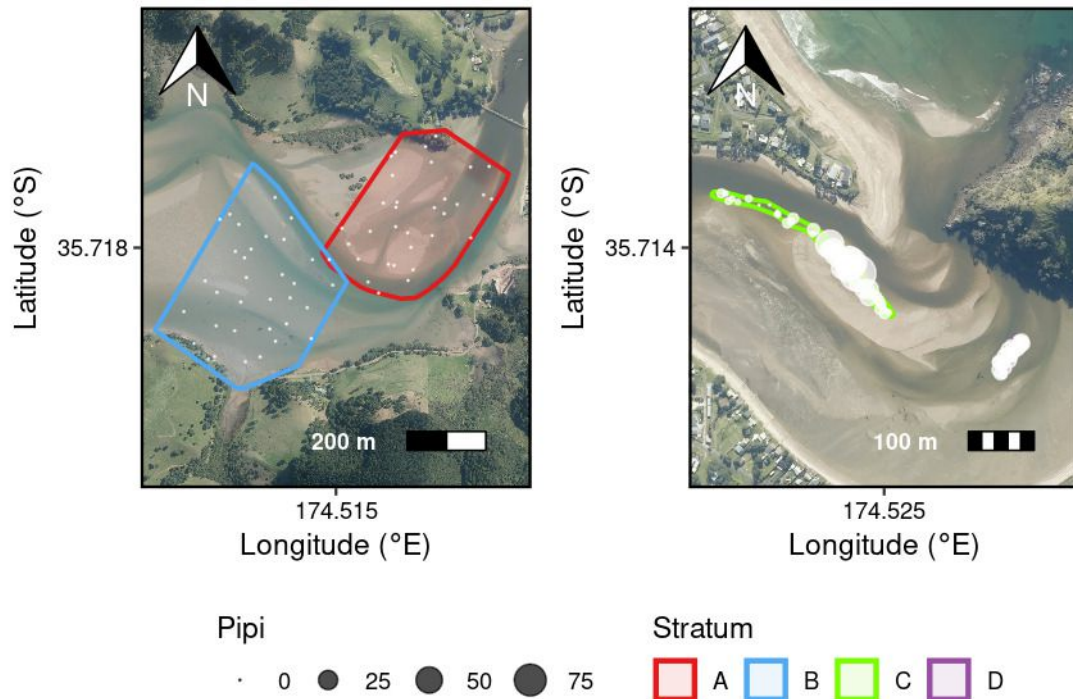 N
N
Latitude (°S)
35.718
200 m
174.515
Longitude (°E)
Latitude (°S)
35.714
100 m
174.525
Longitude (°E)
Pipi
0 25 50 75
Stratum
A B C D